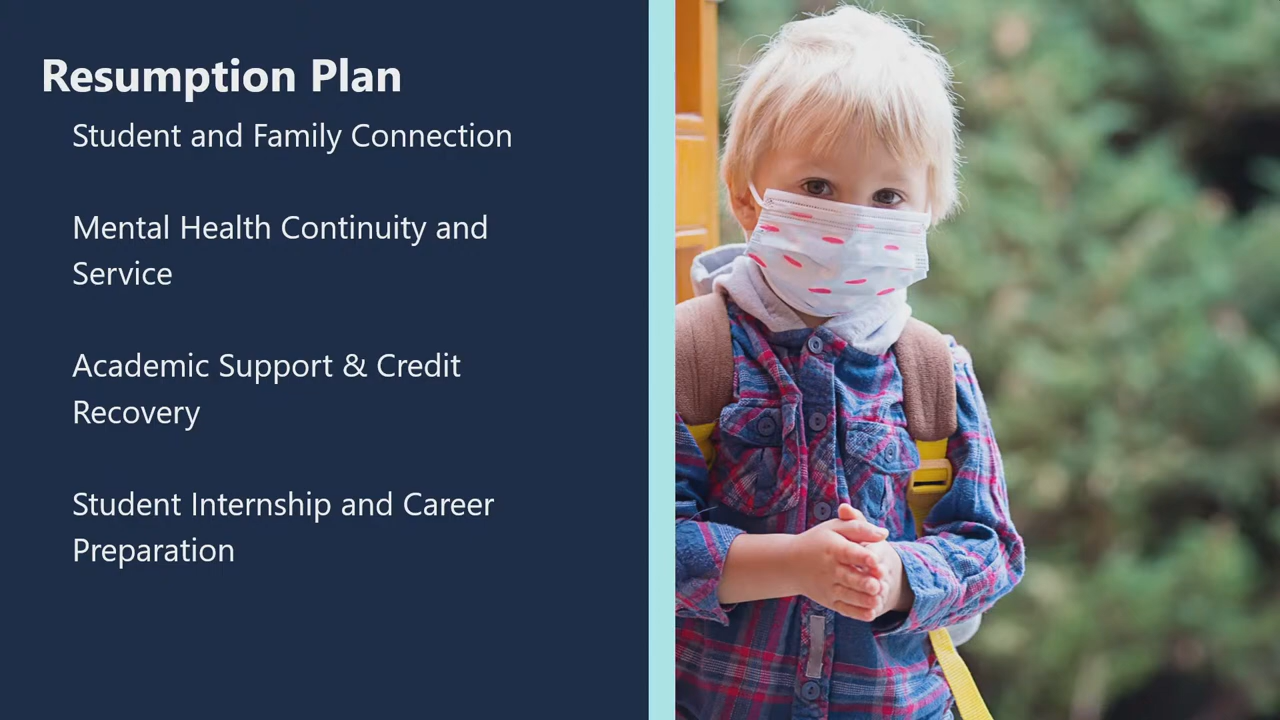 Resumption Plan
Student and Family Connection
Mental Health Continuity and
Service
Academic Support & Credit
Recovery
Student Internship and Career
Preparation